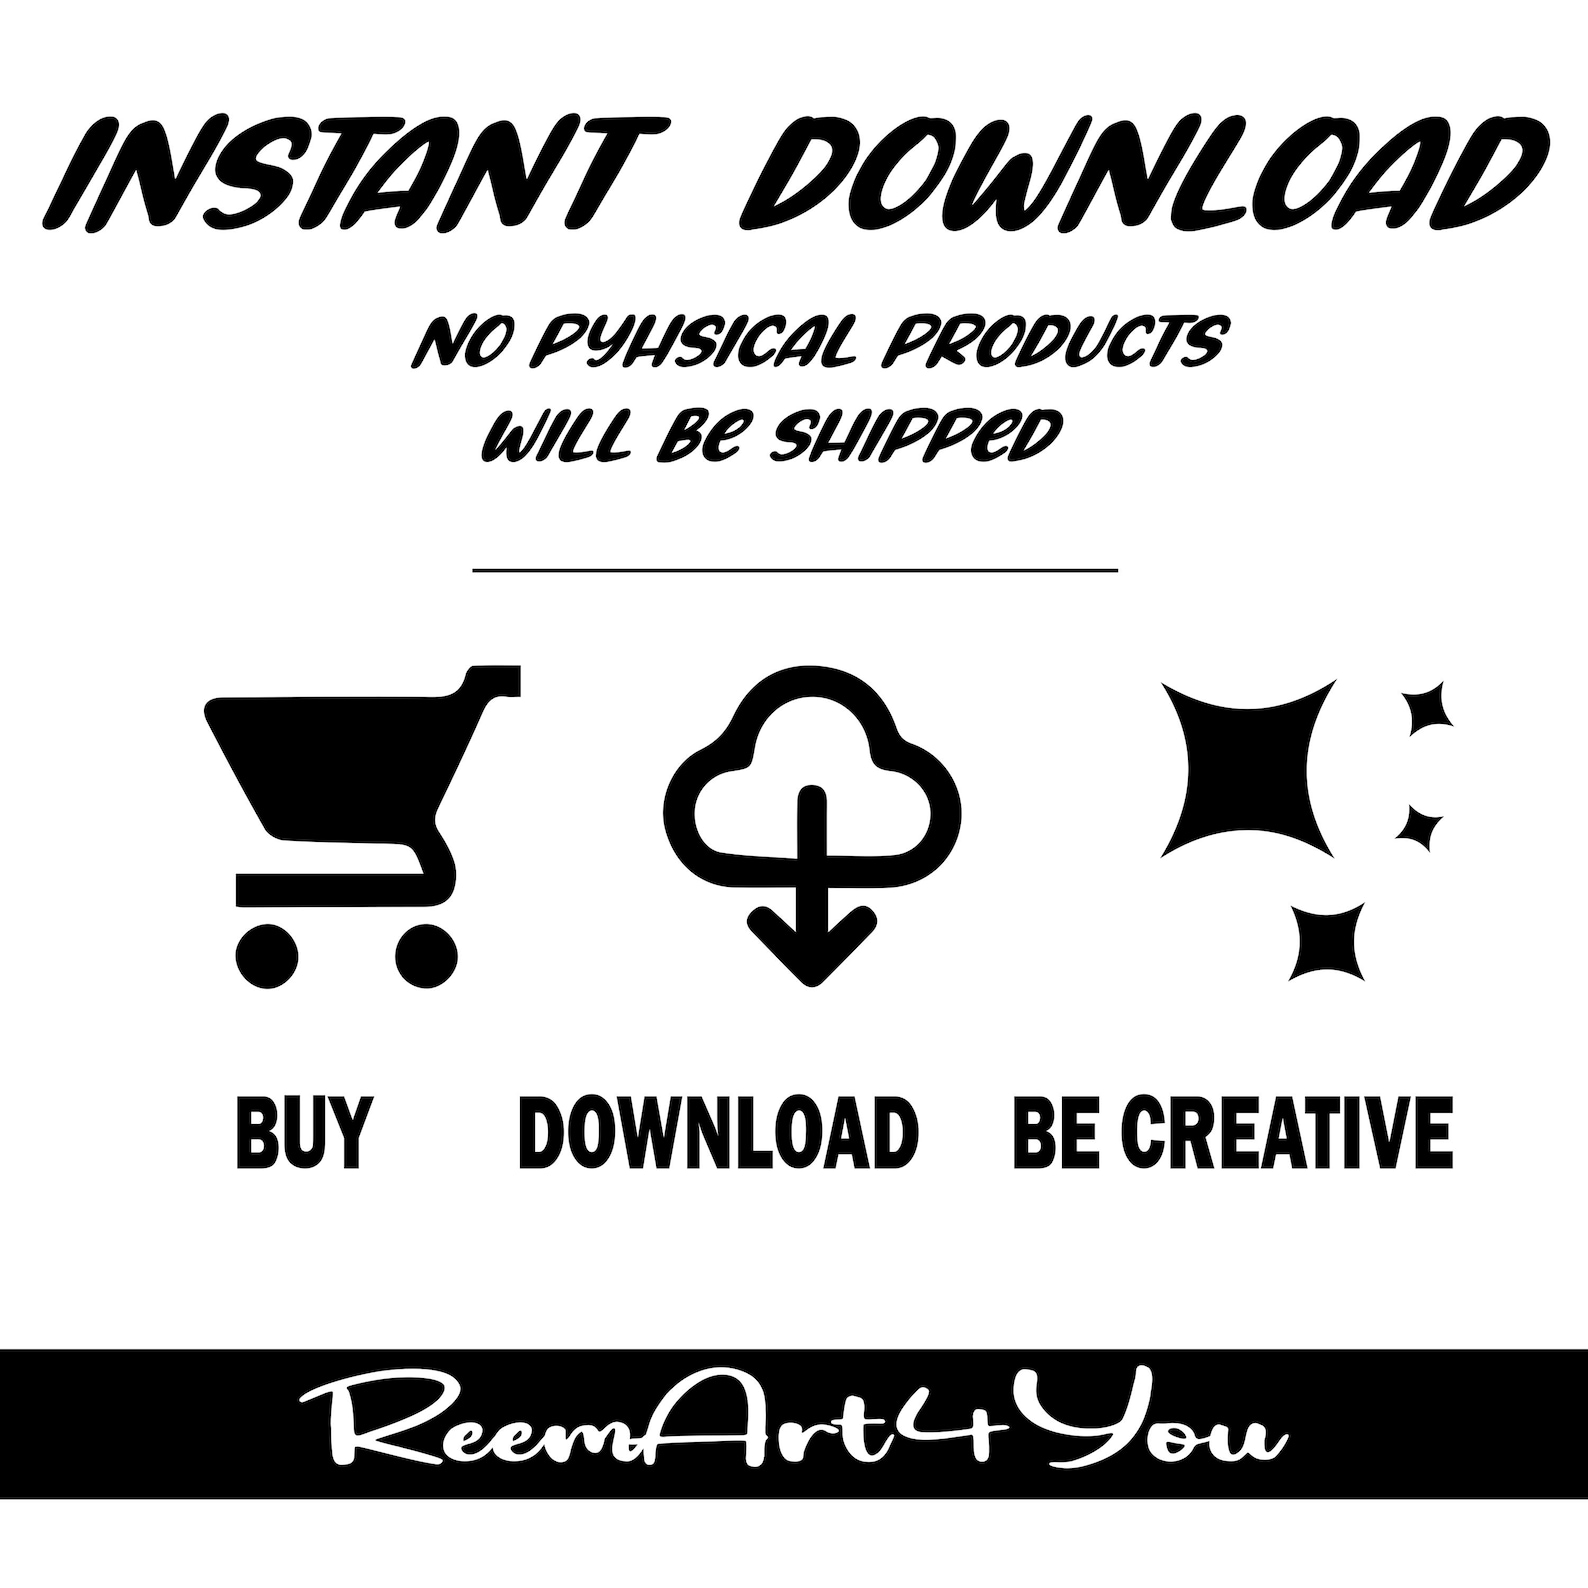 INSTANT DOWNLOAD
NO PYHSICAL PRODUCTS
WILL Be SHIPPeD
BUY DOWNLOAD BE CREATIVE
ReemArt4You